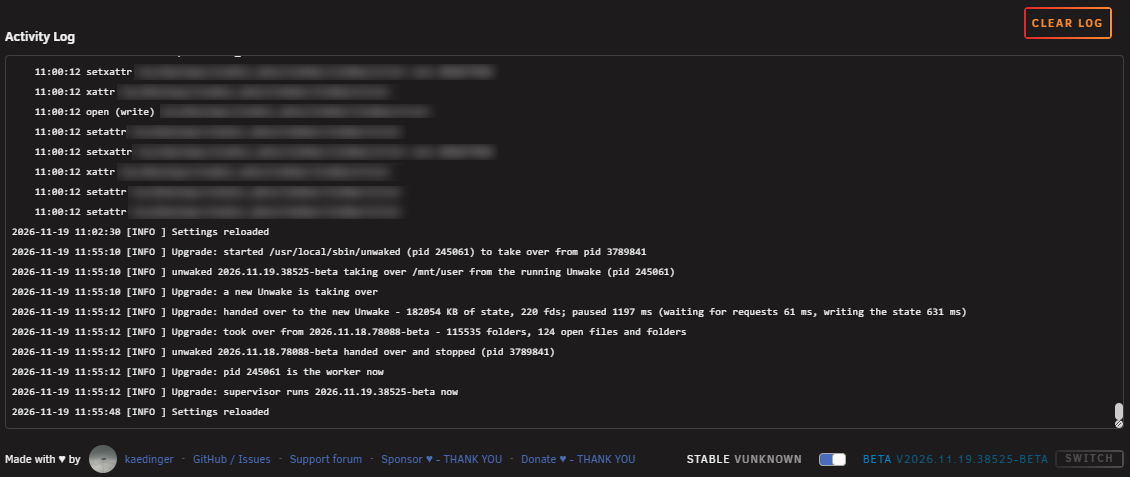 CLEAR LOG
Activity Log
11:00:12 setxattr
11:00:12 xattr
11:00:12 open (write)
11:00:12 setattr
11:00:12 setxattr
11:00:12 xattr
11:00:12 setattr
11:00:12 setattr
2026-11-19 11:02:30 [INFO ] Settings reloaded
2026-11-19 11:55:10 [INFO ] Upgrade: started /usr/local/sbin/unwaked (pid 245061) to take over from pid 3789841
2026-11-19 11:55:10 [INFO ] unwaked 2026.11.19.38525-beta taking over /mnt/user from the running Unwake (pid 245061)
2026-11-19 11:55:10 [INFO ] Upgrade: a new Unwake is taking over
2026-11-19 11:55:12 [INFO ] Upgrade: handed over to the new Unwake - 182054 KB of state, 220 fds; paused 1197 ms (waiting for requests 61 ms, writing the state 631 ms)
2026-11-19 11:55:12 [INFO ] Upgrade: took over from 2026.11.18.78088-beta - 115535 folders, 124 open files and folders
2026-11-19 11:55:12 [INFO ] unwaked 2026.11.18.78088-beta handed over and stopped (pid 3789841)
2026-11-19 11:55:12 [INFO ] Upgrade: pid 245061 is the worker now
2026-11-19 11:55:12 [INFO ] Upgrade: supervisor runs 2026.11.19.38525-beta now
2026-11-19 11:55:48 [INFO ] Settings reloaded
Made with ♥ by kaedinger · GitHub / Issues · Support forum · Sponsor ♥ - THANK YOU · Donate ♥ - THANK YOU STABLE VUNKNOWN BETA V2026.11.19.38525-BETA SWITCH